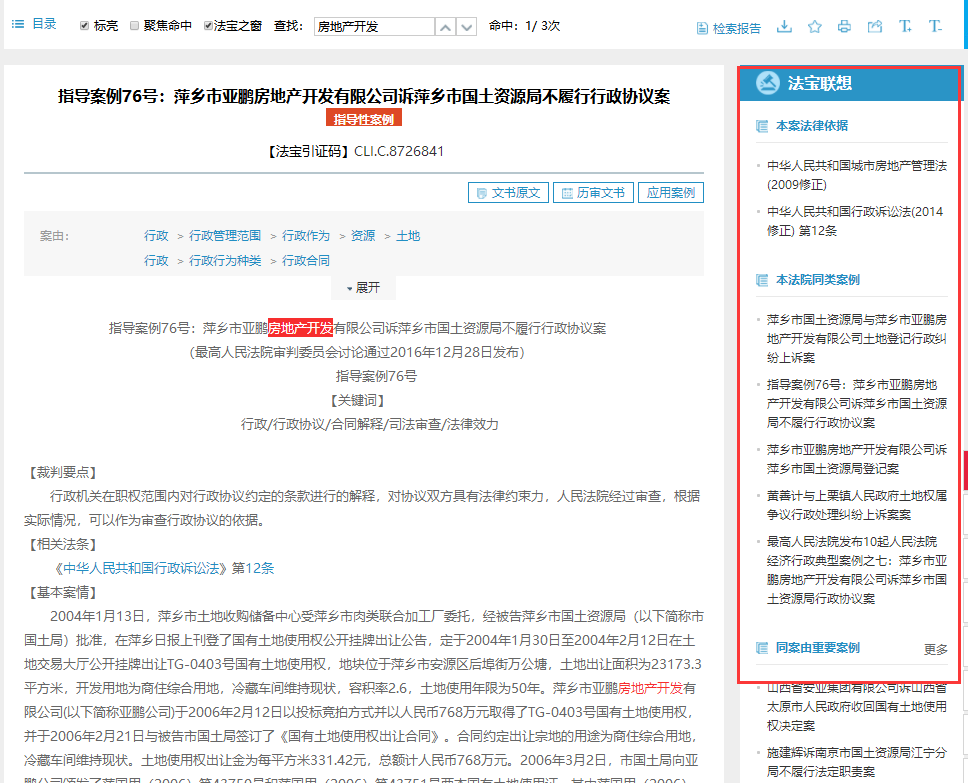 目录
标亮 聚焦命中 法宝之窗 查找： 房地产开发 命中： 1/ 3次
检索报告
指导案例76号：萍乡市亚鹏房地产开发有限公司诉萍乡市国土资源局不履行行政协议案
指导性案例
【法宝引证码】CLI.C.8726841
文书原文 历审文书 应用案例
案由： 行政 > 行政管理范围 > 行政作为 > 资源 > 土地
行政 > 行政行为种类 > 行政合同
展开
指导案例76号：萍乡市亚鹏房地产开发有限公司诉萍乡市国土资源局不履行行政协议案
（最高人民法院审判委员会讨论通过2016年12月28日发布）
指导案例76号
【关键词】
行政/行政协议/合同解释/司法审查/法律效力
【裁判要点】
行政机关在职权范围内对行政协议约定的条款进行的解释，对协议双方具有法律约束力，人民法院经过审查，根据
实际情况，可以作为审查行政协议的依据。
【相关法条】
《中华人民共和国行政诉讼法》第12条
【基本案情】
2004年1月13日，萍乡市土地收购储备中心受萍乡市肉类联合加工厂委托，经被告萍乡市国土资源局（以下简称市
国土局）批准，在萍乡日报上刊登了国有土地使用权公开挂牌出让公告，定于2004年1月30日至2004年2月12日在土
地交易大厅公开挂牌出让TG-0403号国有土地使用权，地块位于萍乡市安源区后埠街万公塘，土地出让面积为23173.3
平方米，开发用地为商住综合用地，冷藏车间维持现状，容积率2.6，土地使用年限为50年。萍乡市亚鹏房地产开发有
限公司(以下简称亚鹏公司)于2006年2月12日以投标竞拍方式并以人民币768万元取得了TG-0403号国有土地使用权，
并于2006年2月21日与被告市国土局签订了《国有土地使用权出让合同》。合同约定出让宗地的用途为商住综合用地，
冷藏车间维持现状。土地使用权出让金为每平方米331.42元，总额计人民币768万元。2006年3月2日，市国土局向亚
鹏公司颁发了萍国用（2006）第43750号和萍国用（2006）第43751号两本国有土地使用证，其中萍国用（2006）
法宝联想
本案法律依据
中华人民共和国城市房地产管理法
(2009修正)
中华人民共和国行政诉讼法(2014
修正) 第12条
本法院同类案例
萍乡市国土资源局与萍乡市亚鹏房
地产开发有限公司土地登记行政纠
纷上诉案
指导案例76号：萍乡市亚鹏房地
产开发有限公司诉萍乡市国土资源
局不履行行政协议案
萍乡市亚鹏房地产开发有限公司诉
萍乡市国土资源局登记案
黄善计与上栗镇人民政府土地权属
争议行政处理纠纷上诉案案
最高人民法院发布10起人民法院
经济行政典型案例之七：萍乡市亚
鹏房地产开发有限公司诉萍乡市国
土资源局行政协议案
同案由重要案例 更多
山西省安业集团有限公司诉山西省
太原市人民政府收回国有土地使用
权决定案
施建辉诉南京市国土资源局江宁分
局不履行法定职责案